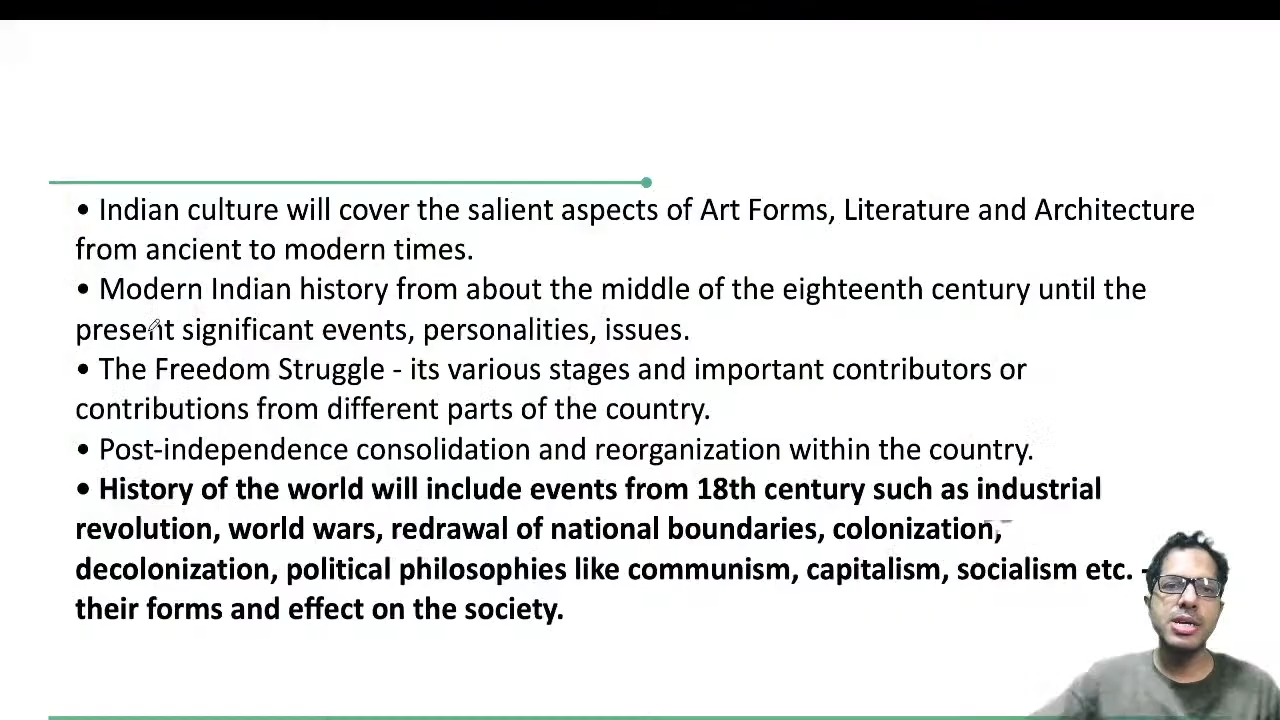 • Indian culture will cover the salient aspects of Art Forms, Literature and Architecture
from ancient to modern times.
• Modern Indian history from about the middle of the eighteenth century until the
present significant events, personalities, issues.
• The Freedom Struggle - its various stages and important contributors or
contributions from different parts of the country.
• Post-independence consolidation and reorganization within the country.
• History of the world will include events from 18th century such as industrial
revolution, world wars, redrawal of national boundaries, colonization,
decolonization, political philosophies like communism, capitalism, socialism etc. -
their forms and effect on the society.